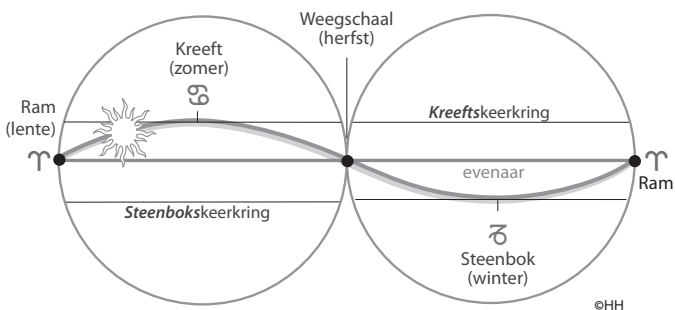 Weegschaal
(herfst)
Kreeft
(zomer)
♋
Ram
(lente)
♈
Kreeftskeerkring
evenaar
♈
Ram
Steenbokskeerkring
♑
Steenbok
(winter)
©HH